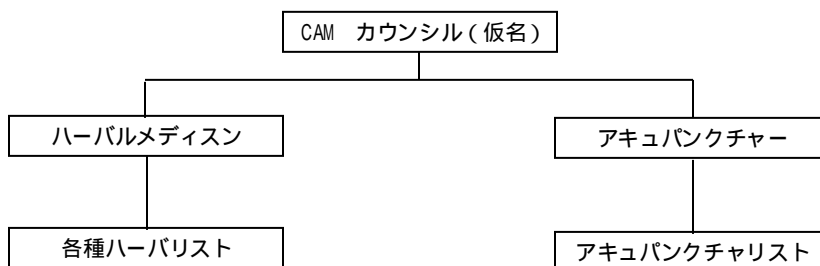 CAM カウンシル(仮名)
ハーバルメディスン
アキュパンクチャー
各種ハーバリスト
アキュパンクチャリスト